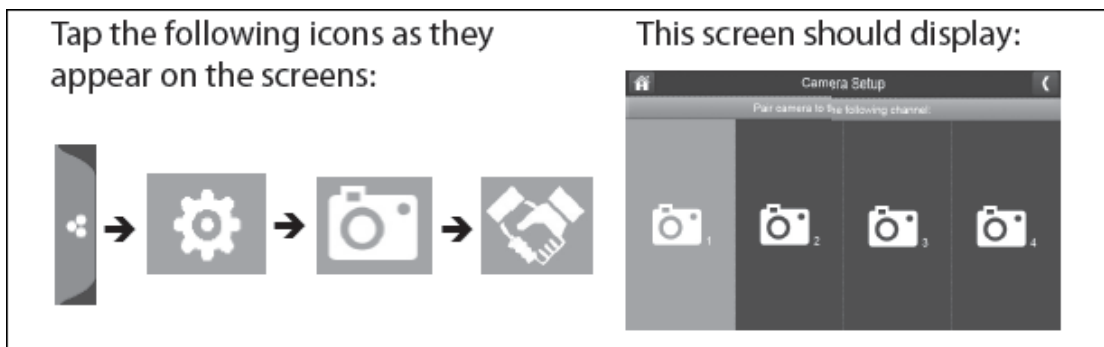 Tap the following icons as they
appear on the screens:
This screen should display:
Camera Setup
Pair camera to the following channel:
1
2
3
4